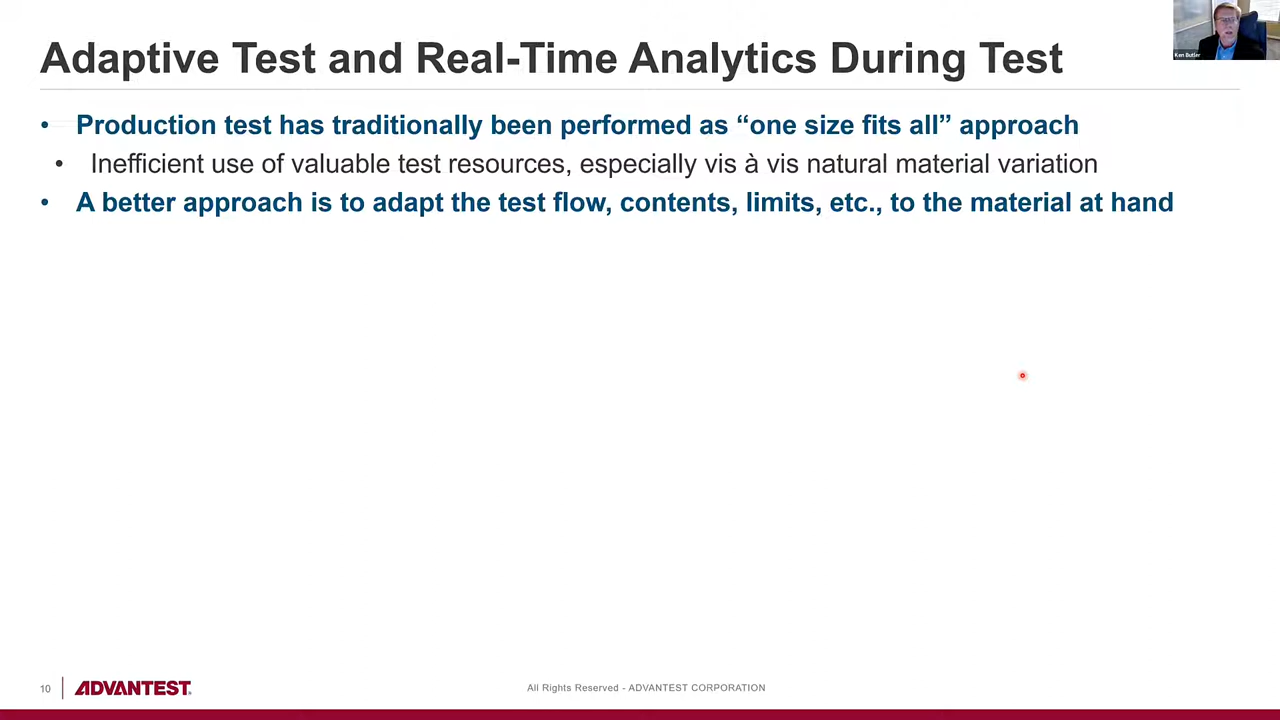 Adaptive Test and Real-Time Analytics During Test
Ken Butler
• Production test has traditionally been performed as “one size fits all” approach
• Inefficient use of valuable test resources, especially vis à vis natural material variation
• A better approach is to adapt the test flow, contents, limits, etc., to the material at hand
10
ADVANTEST
All Rights Reserved - ADVANTEST CORPORATION